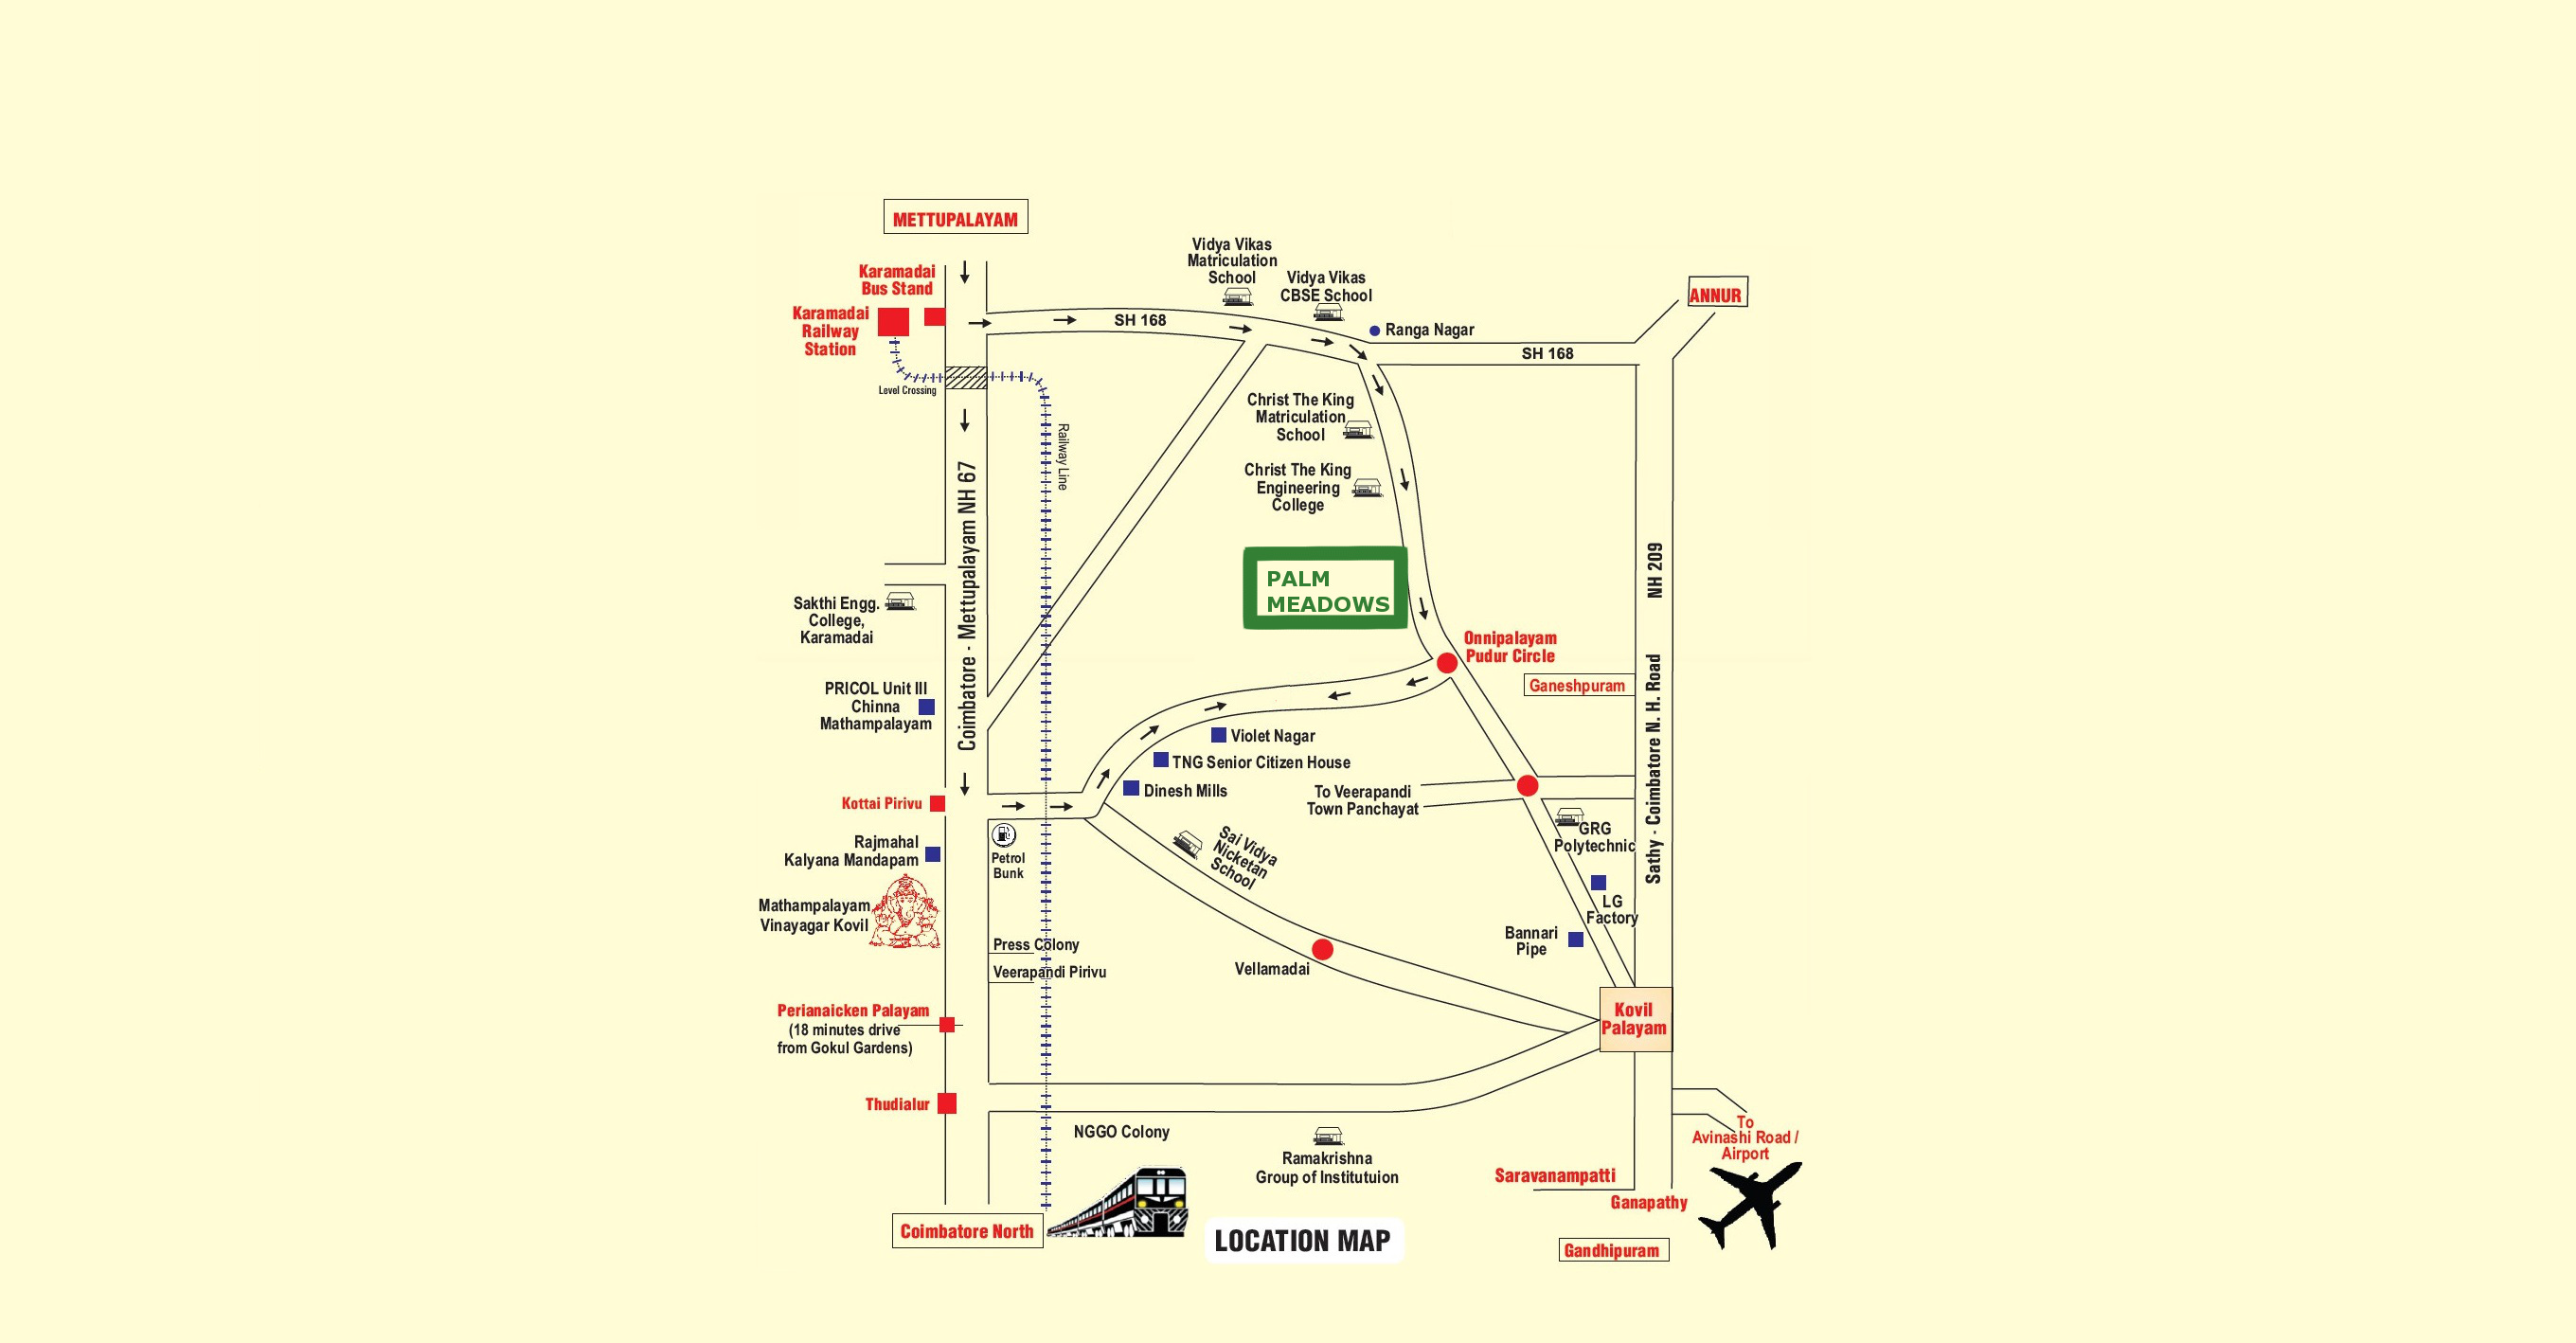 METTUPALAYAM
Karamadai
Bus Stand
Karamadai
Railway
Station
Level Crossing
SH 168
Vidya Vikas
Matriculation
School
Vidya Vikas
CBSE School
Ranga Nagar
SH 168
ANNUR
Railway Line
Christ The King
Matriculation
School
Christ The King
Engineering
College
Coimbatore - Mettupalayam NH 67
PALM
MEADOWS
NH 209
Sakthi Engg.
College,
Karamadai
Onnipalayam
Pudur Circle
Ganeshpuram
Sathy - Coimbatore N. H. Road
PRICOL Unit III
Chinna
Mathampalayam
Violet Nagar
TNG Senior Citizen House
Dinesh Mills
To Veerapandi
Town Panchayat
Kottai Pirivu
GRG
Polytechnic
Rajmahal
Kalyana Mandapam
Petrol
Bunk
Sai Vidya
Nicketan
School
LG
Factory
Mathampalayam
Vinayagar Kovil
Bannari
Pipe
Press Colony
Veerapandi Pirivu
Vellamadai
Perianaicken Palayam
(18 minutes drive
from Gokul Gardens)
Kovil
Palayam
Thudialur
NGGO Colony
Ramakrishna
Group of Institutuion
To
Avinashi Road /
Airport
Saravanampatti
Ganapathy
Coimbatore North
LOCATION MAP
Gandhipuram